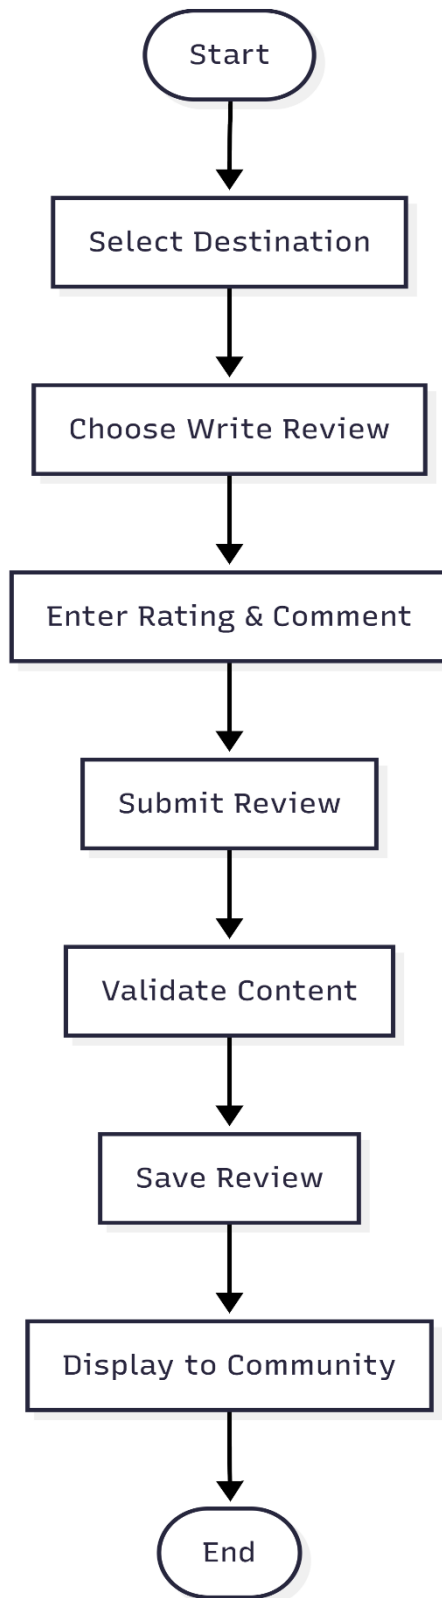 Start
Select Destination
Choose Write Review
Enter Rating & Comment
Submit Review
Validate Content
Save Review
Display to Community
End